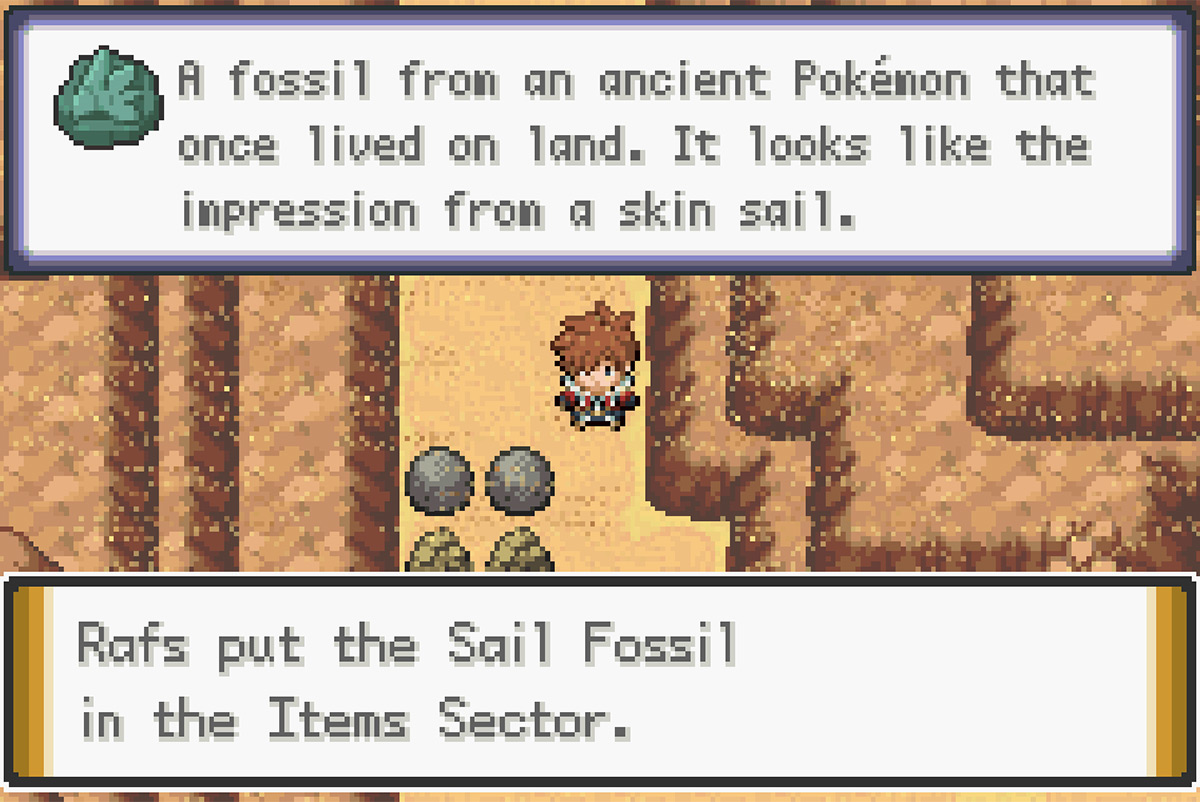 A fossil from an ancient Pokémon that
once lived on land. It looks like the
impression from a skin sail.
Rafs put the Sail Fossil
in the Items Sector.